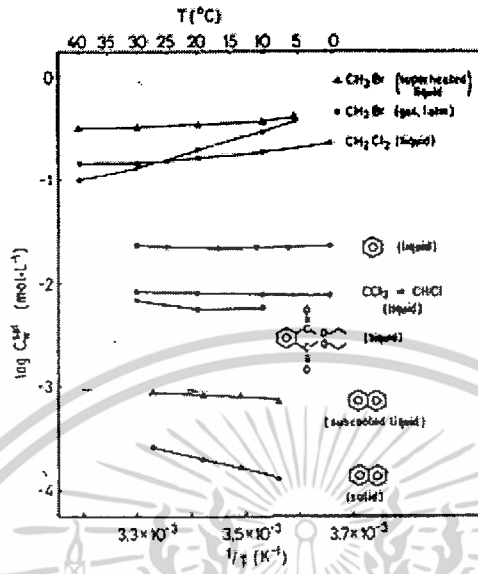 T (°C)
40 35 30 25 20 15 10 5 0
0
-1
-2
-3
-4
log C_w^sat (mol·L⁻¹)
CH₃Br (superheated
liquid)
CH₃Br (gas, 1 atm)
CH₂Cl₂ (liquid)
(liquid)
CCl₂ = CHCl
(liquid)
O
O
O
O
(liquid)
(liquid)
(solid)
3.3×10⁻³ 3.5×10⁻³ 3.7×10⁻³
1/T (K⁻¹)